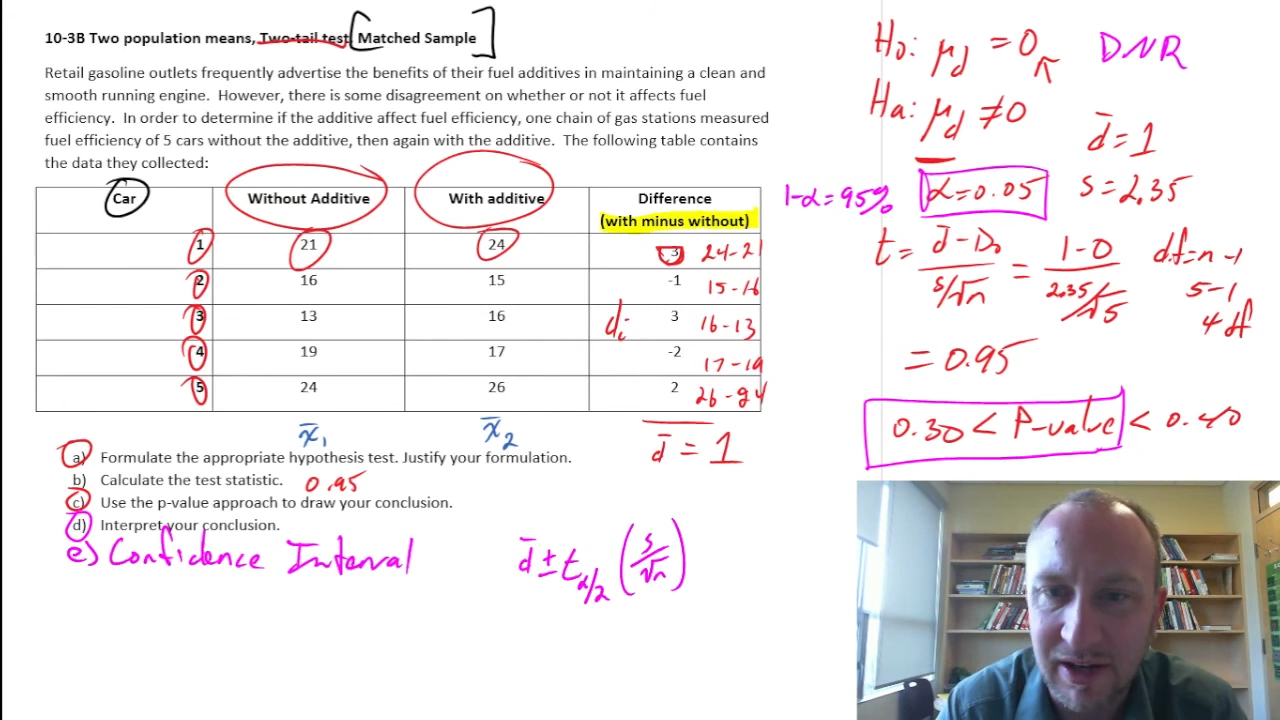 10-3B Two population means, Two-tail test [Matched Sample]
Retail gasoline outlets frequently advertise the benefits of their fuel additives in maintaining a clean and
smooth running engine. However, there is some disagreement on whether or not it affects fuel
efficiency. In order to determine if the additive affect fuel efficiency, one chain of gas stations measured
fuel efficiency of 5 cars without the additive, then again with the additive. The following table contains
the data they collected:
Car Without Additive With additive Difference
(with minus without)
1 21 24 3 24-21
2 16 15 -1 15-16
3 13 16 di 3 16-13
4 19 17 -2 17-19
5 24 26 2 26-24
x̄1 x̄2 d̄ = 1
a) Formulate the appropriate hypothesis test. Justify your formulation.
b) Calculate the test statistic. 0.95
c) Use the p-value approach to draw your conclusion.
d) Interpret your conclusion.
e) Confidence Interval d̄ ± tα/2 (s/√n)
Ho: μd = 0 DNR
Ha: μd ≠ 0
d̄ = 1
1-α = 95% α = 0.05 s = 2.35
t = d̄ - Do / s/√n = 1-0 / 2.35/√5 df = n-1
5-1
4 df
= 0.95
0.30 < P-value < 0.40